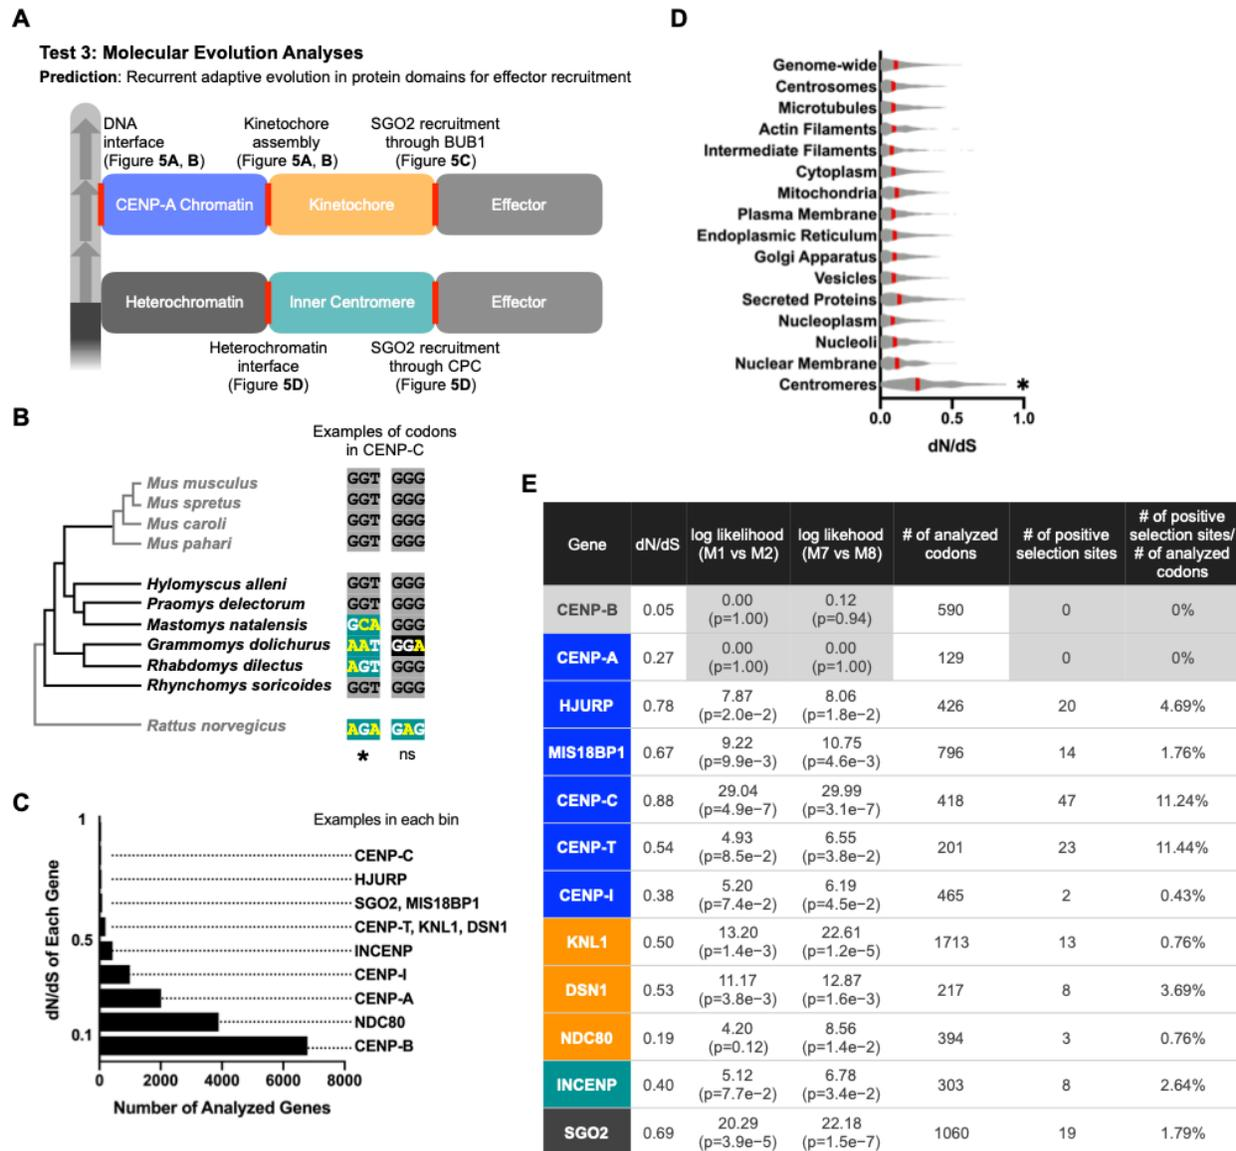 A
Test 3: Molecular Evolution Analyses
Prediction: Recurrent adaptive evolution in protein domains for effector recruitment
DNA
interface
(Figure 5A, B)
Kinetochore
assembly
(Figure 5A, B)
SGO2 recruitment
through BUB1
(Figure 5C)
CENP-A Chromatin
Kinetochore
Effector
Heterochromatin
Inner Centromere
Effector
Heterochromatin
interface
(Figure 5D)
SGO2 recruitment
through CPC
(Figure 5D)
B
Examples of codons
in CENP-C
Mus musculus GGT GGG
Mus spretus GGT GGG
Mus caroli GGT GGG
Mus pahari GGT GGG
Hylomyscus alleni GGT GGG
Praomys delectorum GGT GGG
Mastomys natalensis GCA GGG
Grammomys dolichurus AAT GGA
Rhabdomys dilectus AGT GGG
Rhynchomys soricoides GGT GGG
Rattus norvegicus AGA GAG
* ns
C
Examples in each bin
dN/dS of Each Gene
1
0.5
0.1
CENP-C
HJURP
SGO2, MIS18BP1
CENP-T, KNL1, DSN1
INCENP
CENP-I
CENP-A
NDC80
CENP-B
0 2000 4000 6000 8000
Number of Analyzed Genes
D
Genome-wide
Centrosomes
Microtubules
Actin Filaments
Intermediate Filaments
Cytoplasm
Mitochondria
Plasma Membrane
Endoplasmic Reticulum
Golgi Apparatus
Vesicles
Secreted Proteins
Nucleoplasm
Nucleoli
Nuclear Membrane
Centromeres *
0.0 0.5 1.0
dN/dS
E
Gene
dN/dS
log likelihood
(M1 vs M2)
log likehood
(M7 vs M8)
# of analyzed
codons
# of positive
selection sites
# of positive
selection sites/
# of analyzed
codons
CENP-B 0.05 0.00 (p=1.00) 0.12 (p=0.94) 590 0 0%
CENP-A 0.27 0.00 (p=1.00) 0.00 (p=1.00) 129 0 0%
HJURP 0.78 7.87 (p=2.0e−2) 8.06 (p=1.8e−2) 426 20 4.69%
MIS18BP1 0.67 9.22 (p=9.9e−3) 10.75 (p=4.6e−3) 796 14 1.76%
CENP-C 0.88 29.04 (p=4.9e−7) 29.99 (p=3.1e−7) 418 47 11.24%
CENP-T 0.54 4.93 (p=8.5e−2) 6.55 (p=3.8e−2) 201 23 11.44%
CENP-I 0.38 5.20 (p=7.4e−2) 6.19 (p=4.5e−2) 465 2 0.43%
KNL1 0.50 13.20 (p=1.4e−3) 22.61 (p=1.2e−5) 1713 13 0.76%
DSN1 0.53 11.17 (p=3.8e−3) 12.87 (p=1.6e−3) 217 8 3.69%
NDC80 0.19 4.20 (p=0.12) 8.56 (p=1.4e−2) 394 3 0.76%
INCENP 0.40 5.12 (p=7.7e−2) 6.78 (p=3.4e−2) 303 8 2.64%
SGO2 0.69 20.29 (p=3.9e−5) 22.18 (p=1.5e−7) 1060 19 1.79%